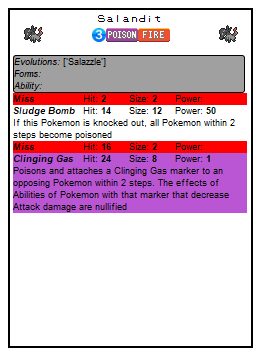 Salandit
3 POISON FIRE
Evolutions: ['Salazzle']
Forms:
Ability:
Miss Hit: 2 Size: 2 Power:
Sludge Bomb Hit: 14 Size: 12 Power: 50
If this Pokemon is knocked out, all Pokemon within 2
steps become poisoned
Miss Hit: 16 Size: 2 Power:
Clinging Gas Hit: 24 Size: 8 Power: 1
Poisons and attaches a Clinging Gas marker to an
opposing Pokemon within 2 steps. The effects of
Abilities of Pokemon with that marker that decrease
Attack damage are nullified